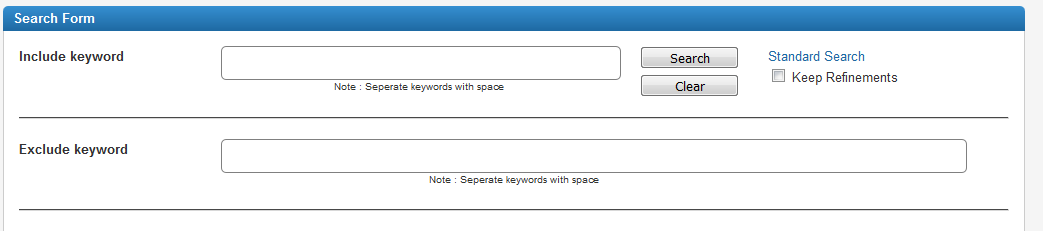 Search Form
Include keyword
Search
Standard Search
Keep Refinements
Note : Seperate keywords with space
Clear
Exclude keyword
Note : Seperate keywords with space